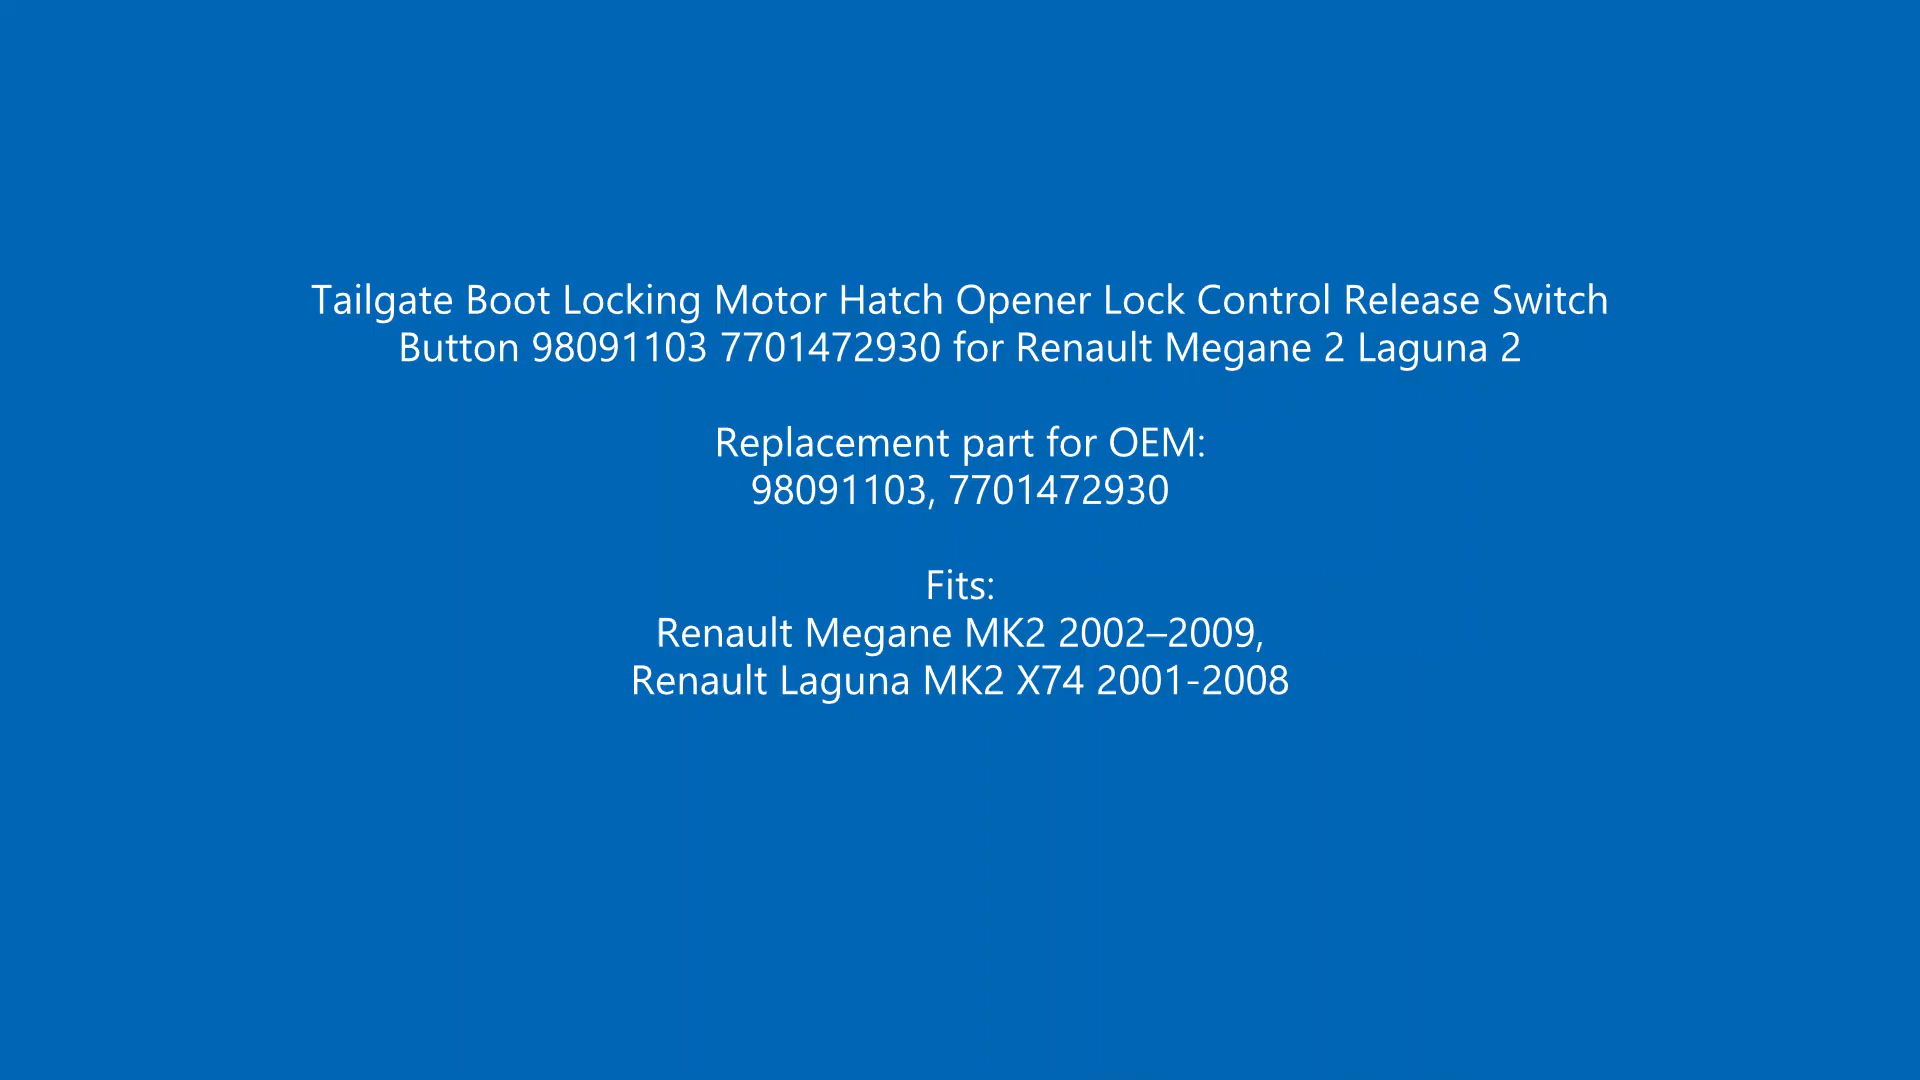 Tailgate Boot Locking Motor Hatch Opener Lock Control Release Switch
Button 98091103 7701472930 for Renault Megane 2 Laguna 2
Replacement part for OEM:
98091103, 7701472930
Fits:
Renault Megane MK2 2002–2009,
Renault Laguna MK2 X74 2001-2008